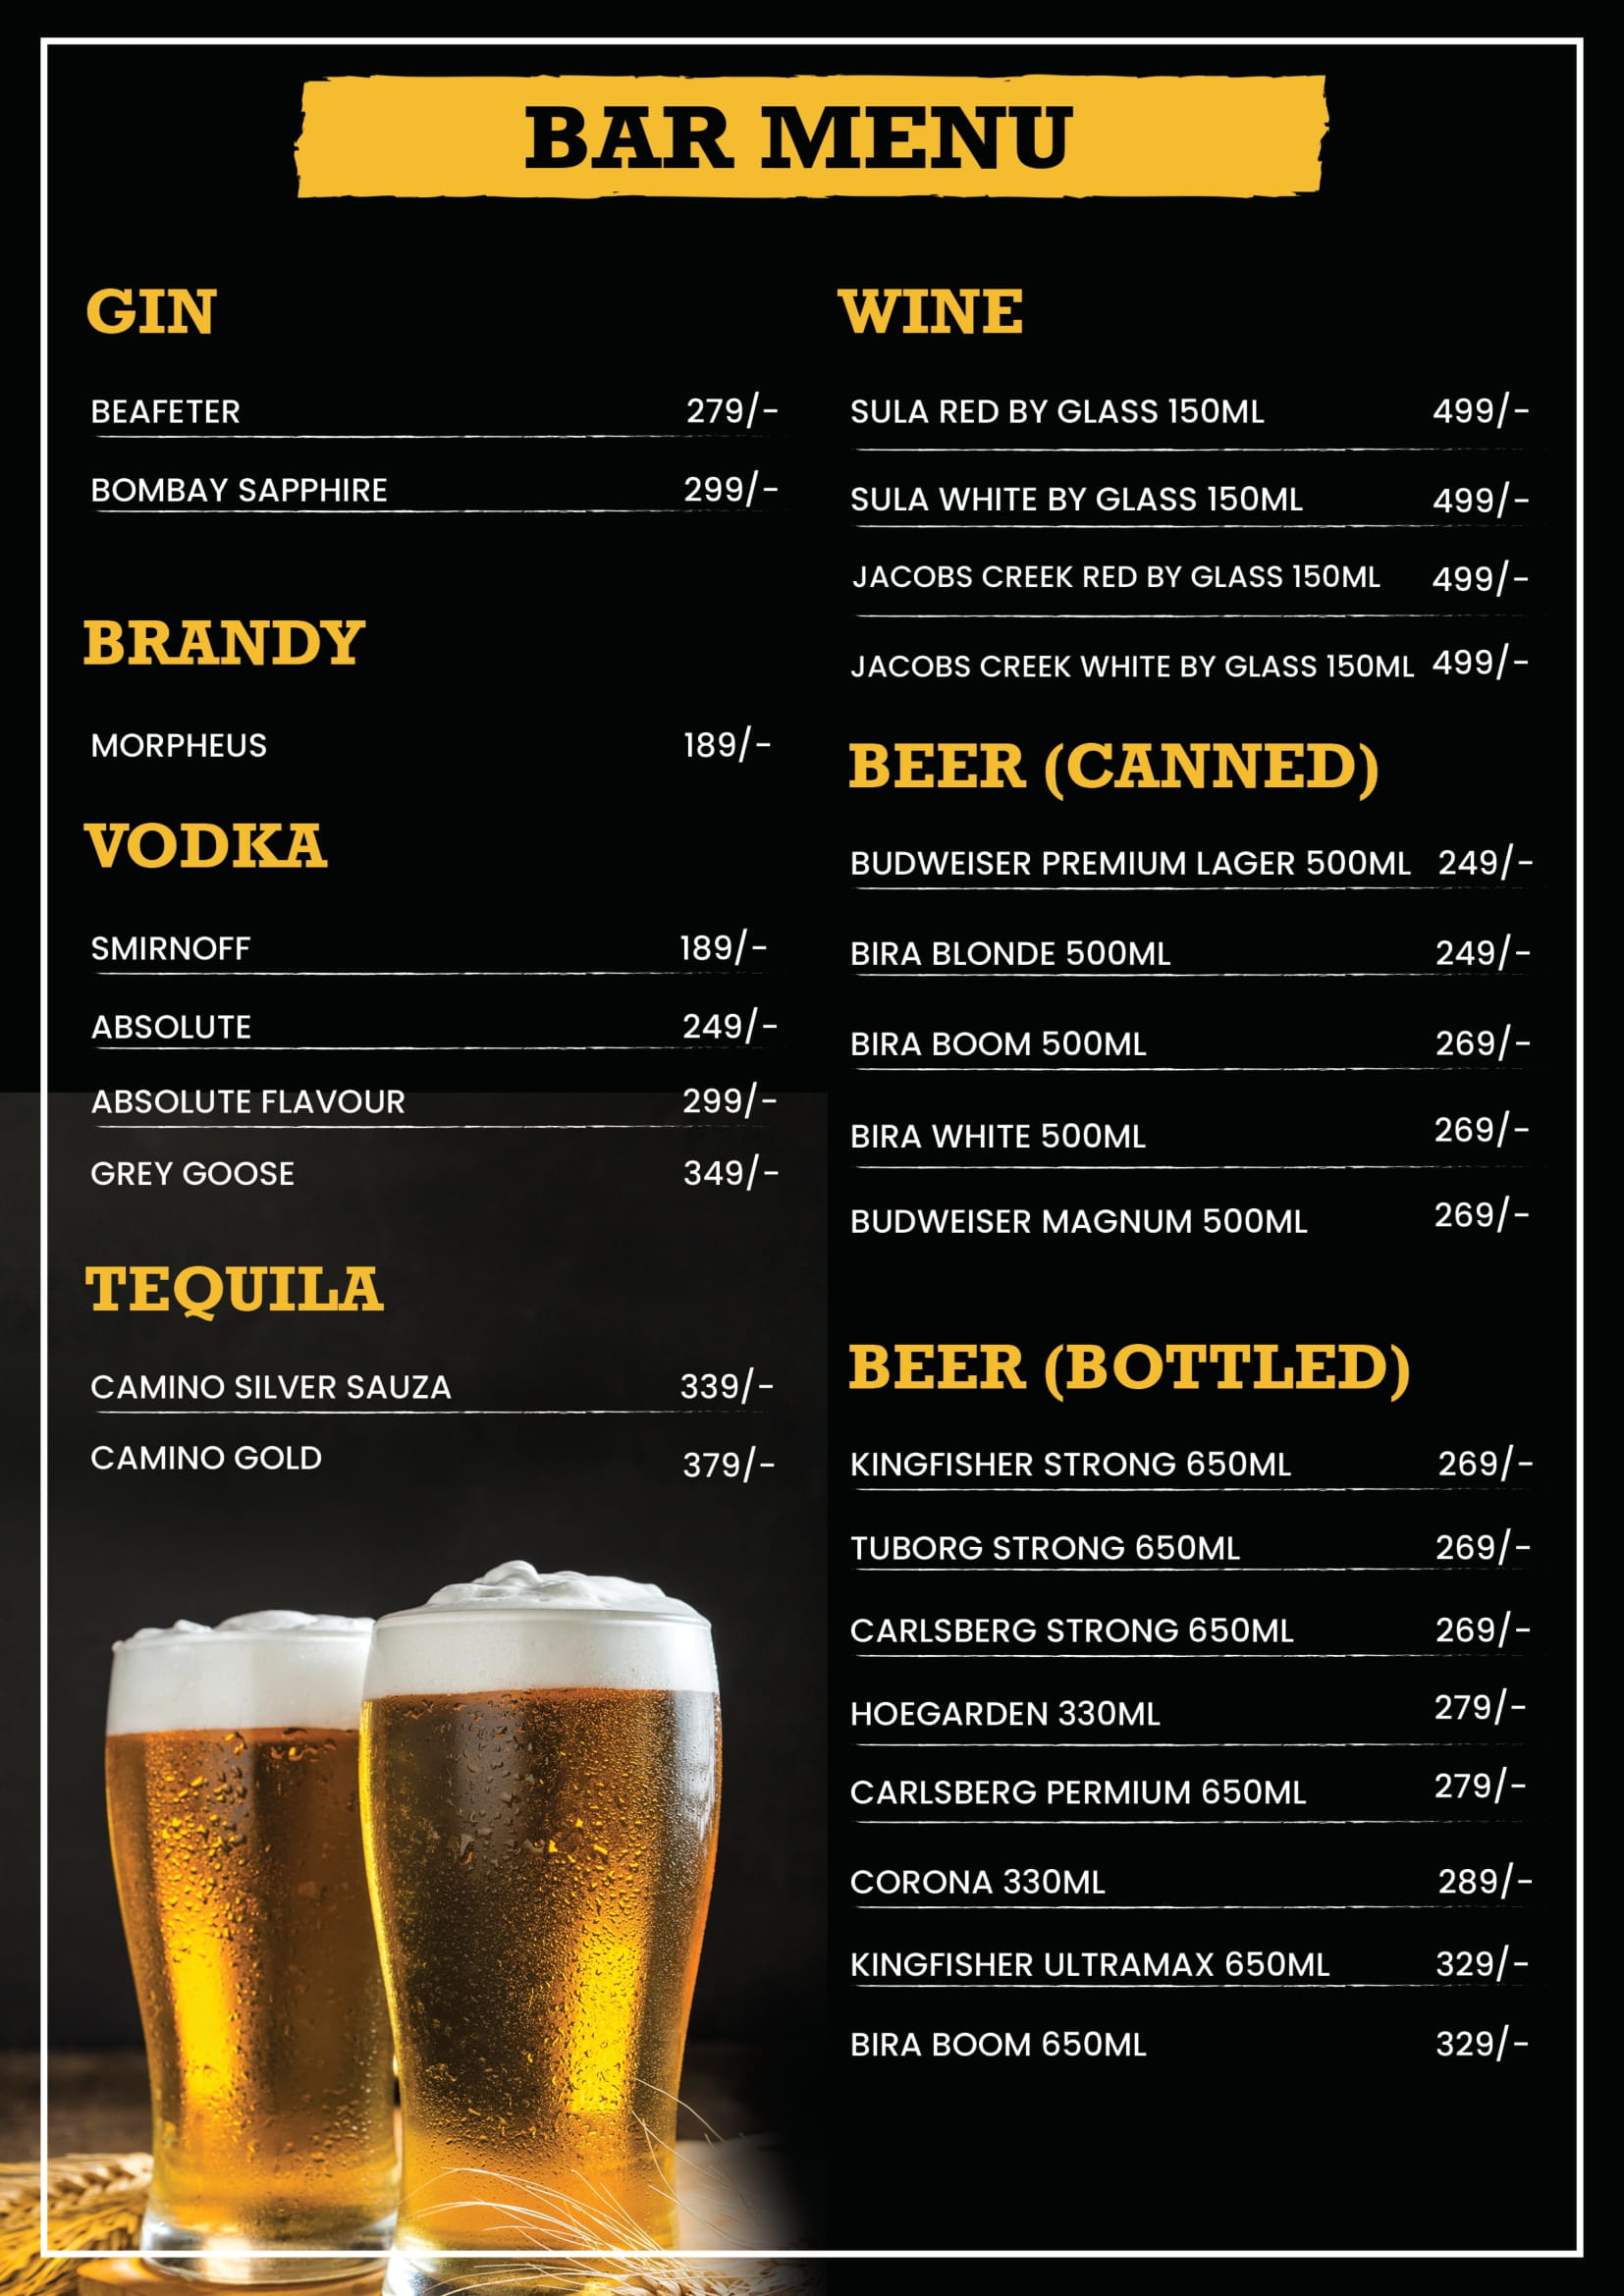 BAR MENU
GIN
BEAFETER 279/-
BOMBAY SAPPHIRE 299/-
BRANDY
MORPHEUS 189/-
VODKA
SMIRNOFF 189/-
ABSOLUTE 249/-
ABSOLUTE FLAVOUR 299/-
GREY GOOSE 349/-
TEQUILA
CAMINO SILVER SAUZA 339/-
CAMINO GOLD 379/-
WINE
SULA RED BY GLASS 150ML 499/-
SULA WHITE BY GLASS 150ML 499/-
JACOBS CREEK RED BY GLASS 150ML 499/-
JACOBS CREEK WHITE BY GLASS 150ML 499/-
BEER (CANNED)
BUDWEISER PREMIUM LAGER 500ML 249/-
BIRA BLONDE 500ML 249/-
BIRA BOOM 500ML 269/-
BIRA WHITE 500ML 269/-
BUDWEISER MAGNUM 500ML 269/-
BEER (BOTTLED)
KINGFISHER STRONG 650ML 269/-
TUBORG STRONG 650ML 269/-
CARLSBERG STRONG 650ML 269/-
HOEGARDEN 330ML 279/-
CARLSBERG PERMIUM 650ML 279/-
CORONA 330ML 289/-
KINGFISHER ULTRAMAX 650ML 329/-
BIRA BOOM 650ML 329/-